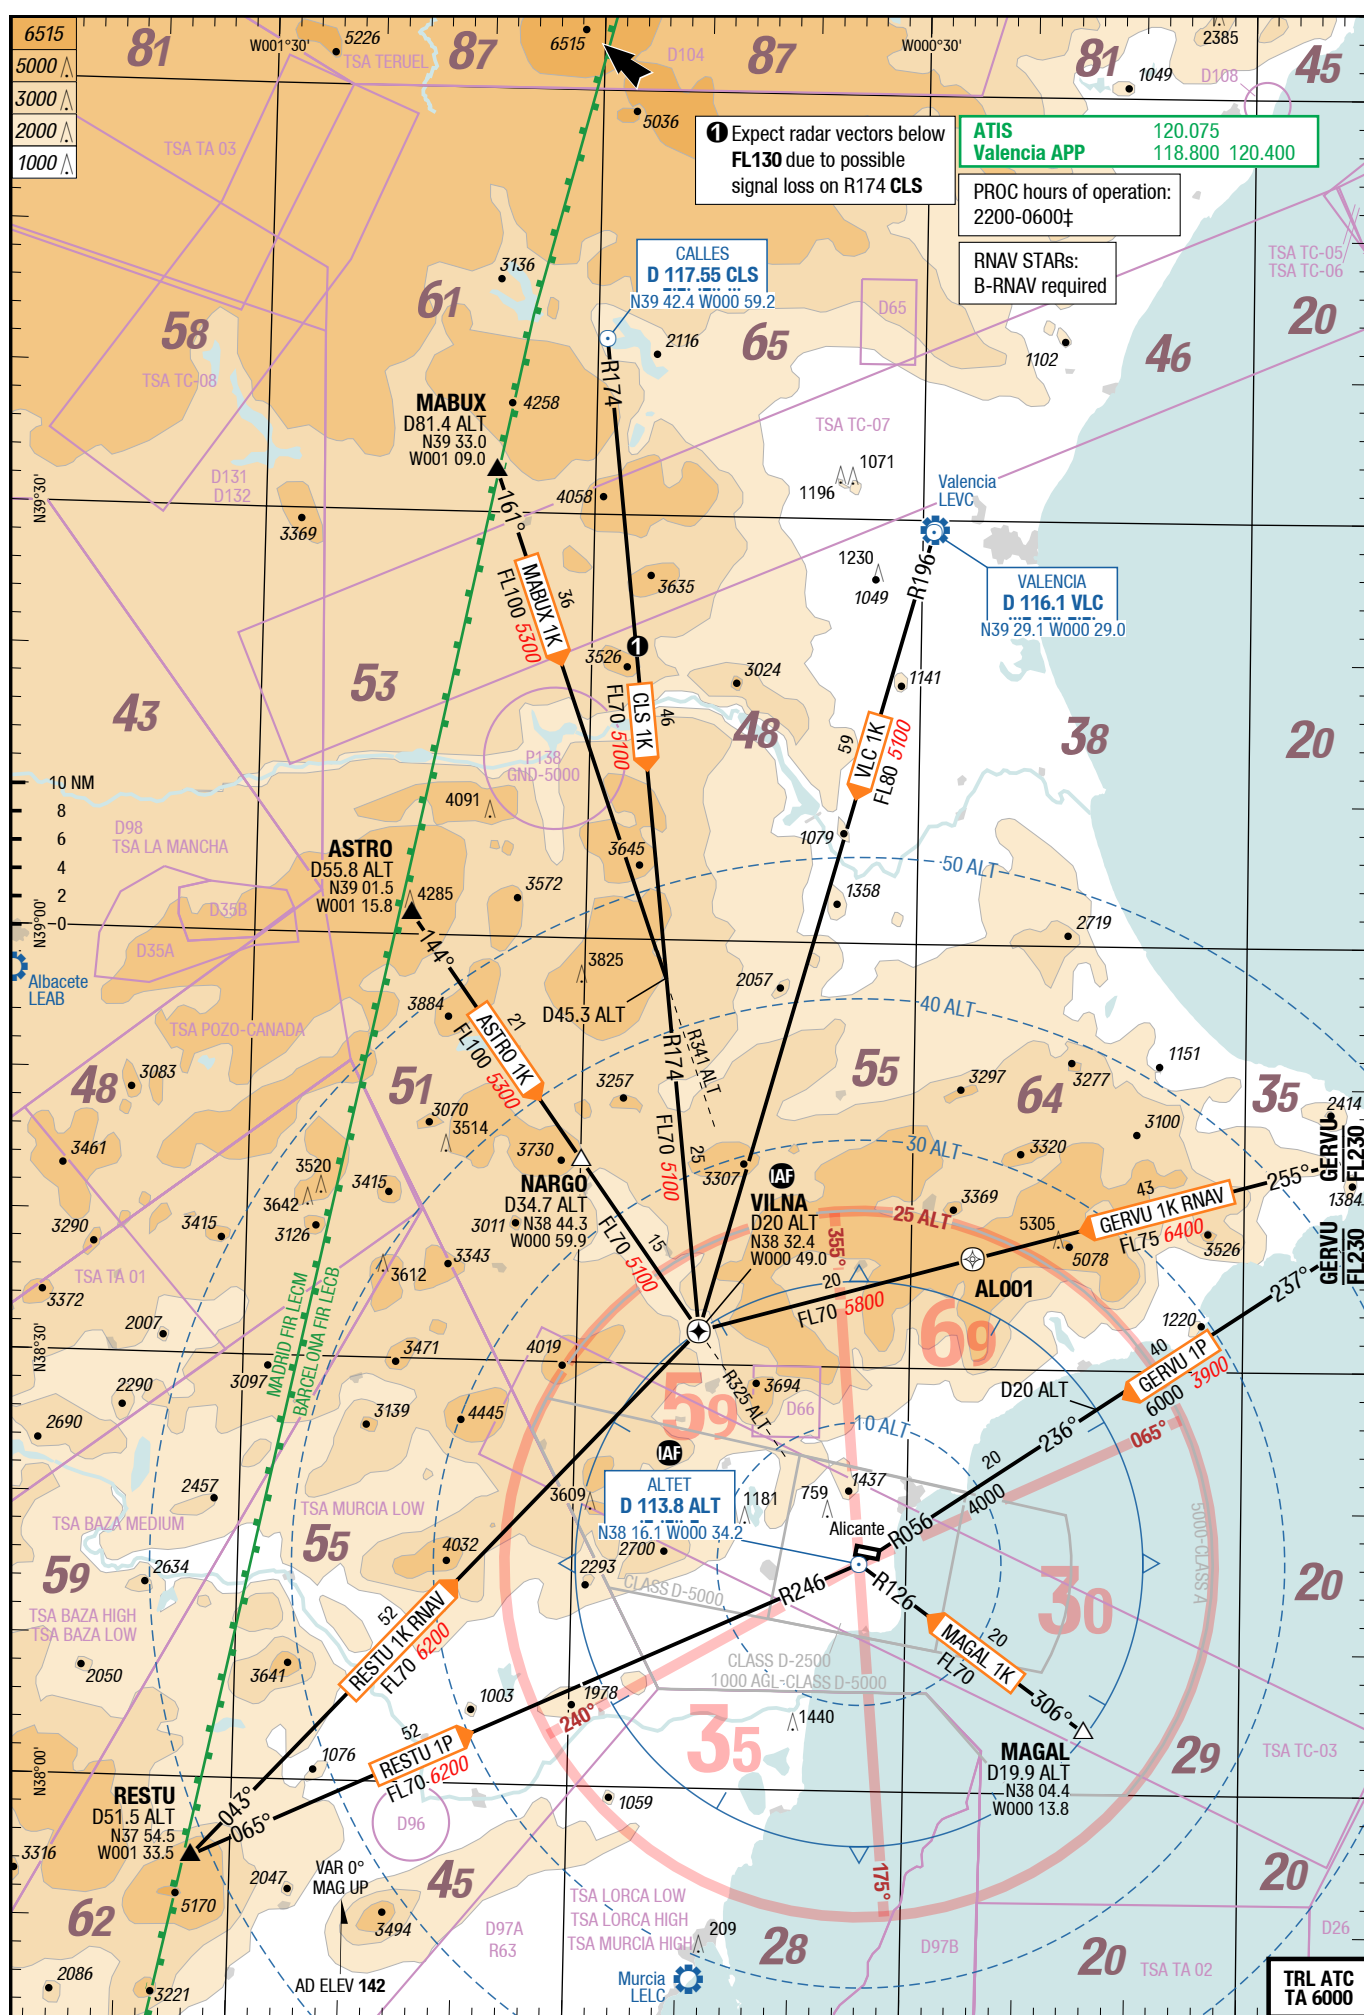 6515
5000
3000
2000
1000
81
W001°30'
5226
TSA TERUEL
87
6515
D104
87
W000°30'
2385
81
1049
D108
45
5036
TSA TA 03
❶ Expect radar vectors below
FL130 due to possible
signal loss on R174 CLS
ATIS 120.075
Valencia APP 118.800 120.400
PROC hours of operation:
2200-0600‡
RNAV STARs:
B-RNAV required
TSA TC-05
TSA TC-06
CALLES
D 117.55 CLS
N39 42.4 W000 59.2
3136
61
58
D65
20
65
2116
1102
46
TSA TC-08
R174
MABUX
D81.4 ALT
N39 33.0
W001 09.0
4258
TSA TC-07
1071
1196
Valencia
LEVC
D131
D132
N39°30'
3369
161°
4058
1230
1049
R196
VALENCIA
D 116.1 VLC
N39 29.1 W000 29.0
MABUX 1K
36
FL100 5300
3635
3526
1
3024
1141
53
43
CLS 1K
46
FL70 5100
48
59
VLC 1K
FL80 5100
38
20
P138
GND-5000
10 NM
8
6
4
2
0
4091
D98
TSA LA MANCHA
ASTRO
D55.8 ALT
N39 01.5
W001 15.8
4285
3645
3572
1079
50 ALT
1358
D35B
D35A
N39°00'
2719
Albacete
LEAB
144°
3825
D45.3 ALT
2057
40 ALT
3884
TSA POZO-CANADA
ASTRO 1K
21
FL100 5300
R174
R341 ALT
3083
48
51
3257
55
3297
3277
1151
64
35
2414
3070
3514
FL70 5100
25
30 ALT
3320
3100
3461
3520
3642
3415
3730
NARGO
D34.7 ALT
N38 44.3
W000 59.9
3307
IAF
VILNA
D20 ALT
N38 32.4
W000 49.0
GERVU
FL230
255°
43
GERVU 1K RNAV
FL75 6400
1384
3290
3415
3126
3011
FL70 5100
15
25 ALT
355°
3369
5305
5078
3526
TSA TA 01
3372
3612
3343
20
FL70 5800
AL001
GERVU
FL230
237°
2007
N38°30'
3097
3471
4019
69
1220
MADRID FIR LECM
BARCELONA FIR LECB
40
GERVU 1P
6000 3900
2290
2690
3139
4445
59
3694
D66
R325 ALT
D20 ALT
10 ALT
236°
065°
IAF
ALTET
D 113.8 ALT
N38 16.1 W000 34.2
2457
TSA MURCIA LOW
3609
1181
759
1437
20
4000
R056
Alicante
5000-CLASS A
TSA BAZA MEDIUM
55
4032
2700
2293
59
2634
TSA BAZA HIGH
TSA BAZA LOW
CLASS D-5000
R246
R126
30
20
52
RESTU 1K RNAV
FL70 6200
MAGAL 1K
20
FL70
306°
CLASS D-2500
1000 AGL-CLASS D-5000
2050
3641
1003
1978
240°
1440
35
MAGAL
D19.9 ALT
N38 04.4
W000 13.8
29
TSA TC-03
52
RESTU 1P
FL70 6200
1076
N38°00'
RESTU
D51.5 ALT
N37 54.5
W001 33.5
043°
065°
D96
1059
3316
VAR 0°
MAG UP
2047
45
175°
20
5170
62
3494
TSA LORCA LOW
TSA LORCA HIGH
TSA MURCIA HIGH
D97A
R63
209
28
D97B
20
TSA TA 02
D26
2086
3221
AD ELEV 142
Murcia
LELC
TRL ATC
TA 6000